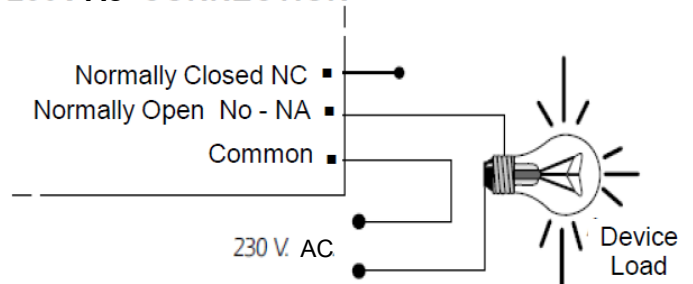 Normally Closed NC
Normally Open No - NA
Common
230 V. AC
Device
Load